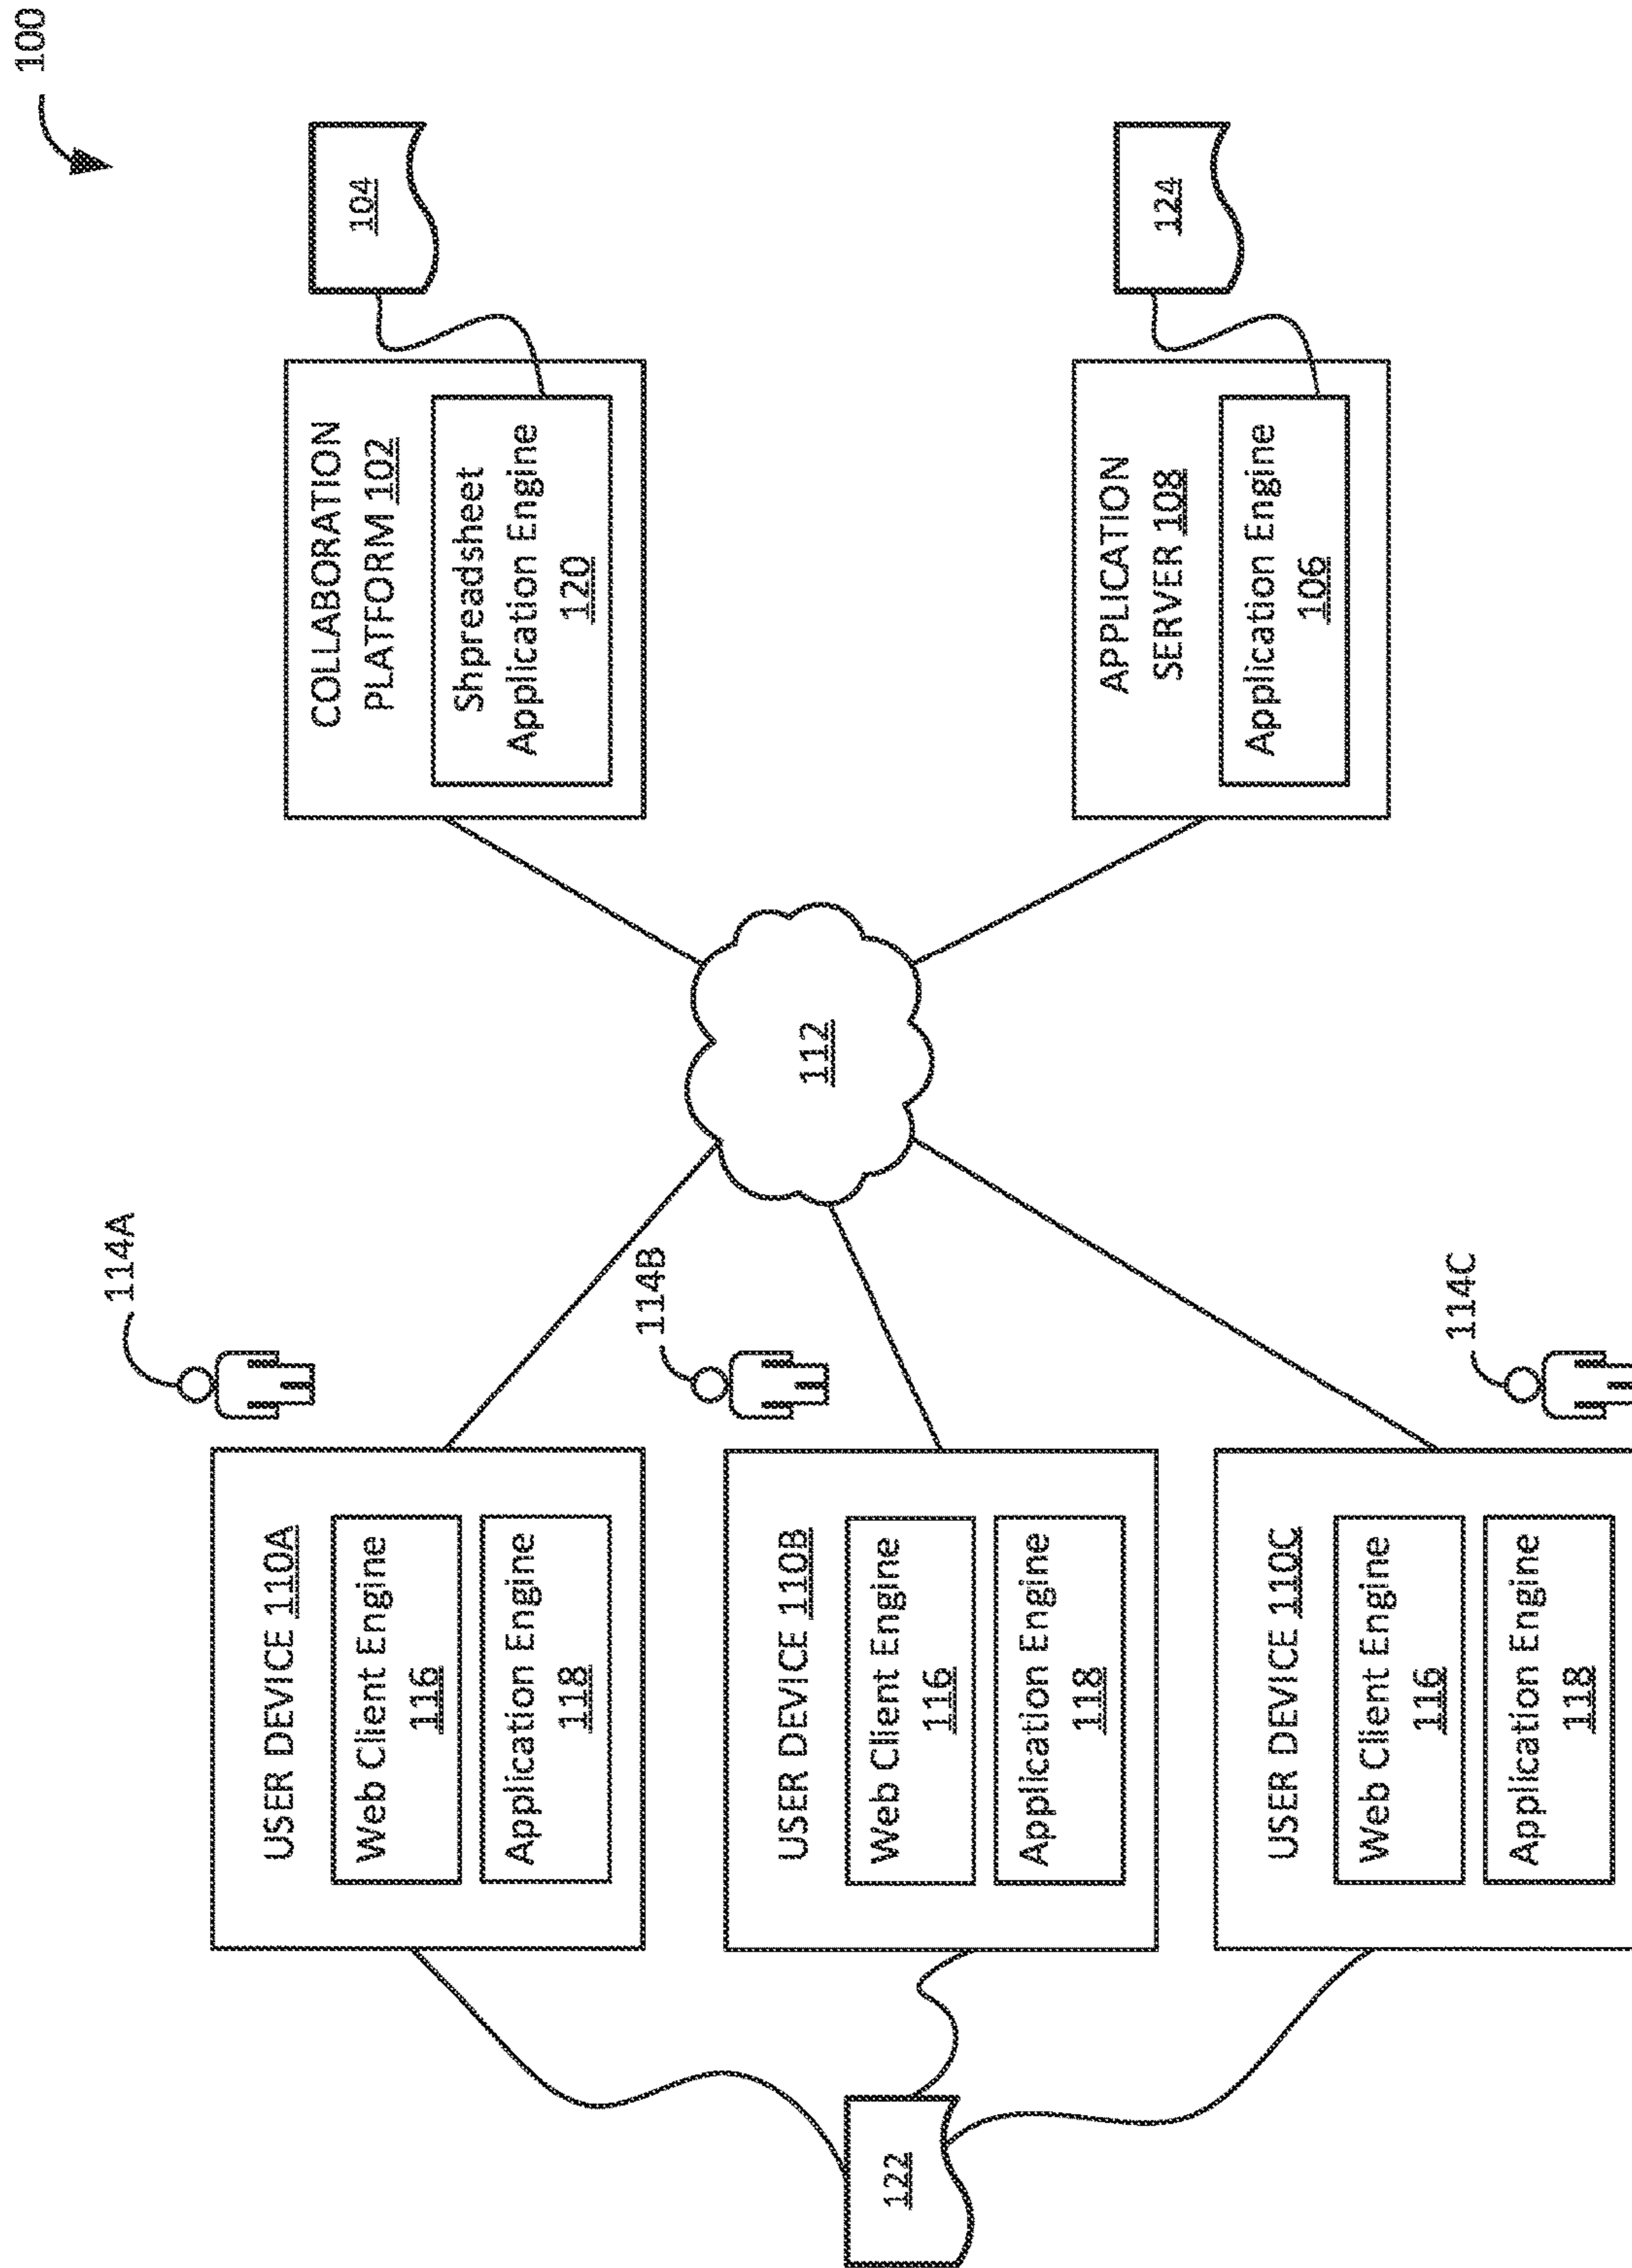 100
114A
USER DEVICE 110A
Web Client Engine
116
Application Engine
118
COLLABORATION
PLATFORM 102
Shpreadsheet
Application Engine
120
104
122
114B
USER DEVICE 110B
Web Client Engine
116
Application Engine
118
112
114C
USER DEVICE 110C
Web Client Engine
116
Application Engine
118
APPLICATION
SERVER 108
Application Engine
106
124